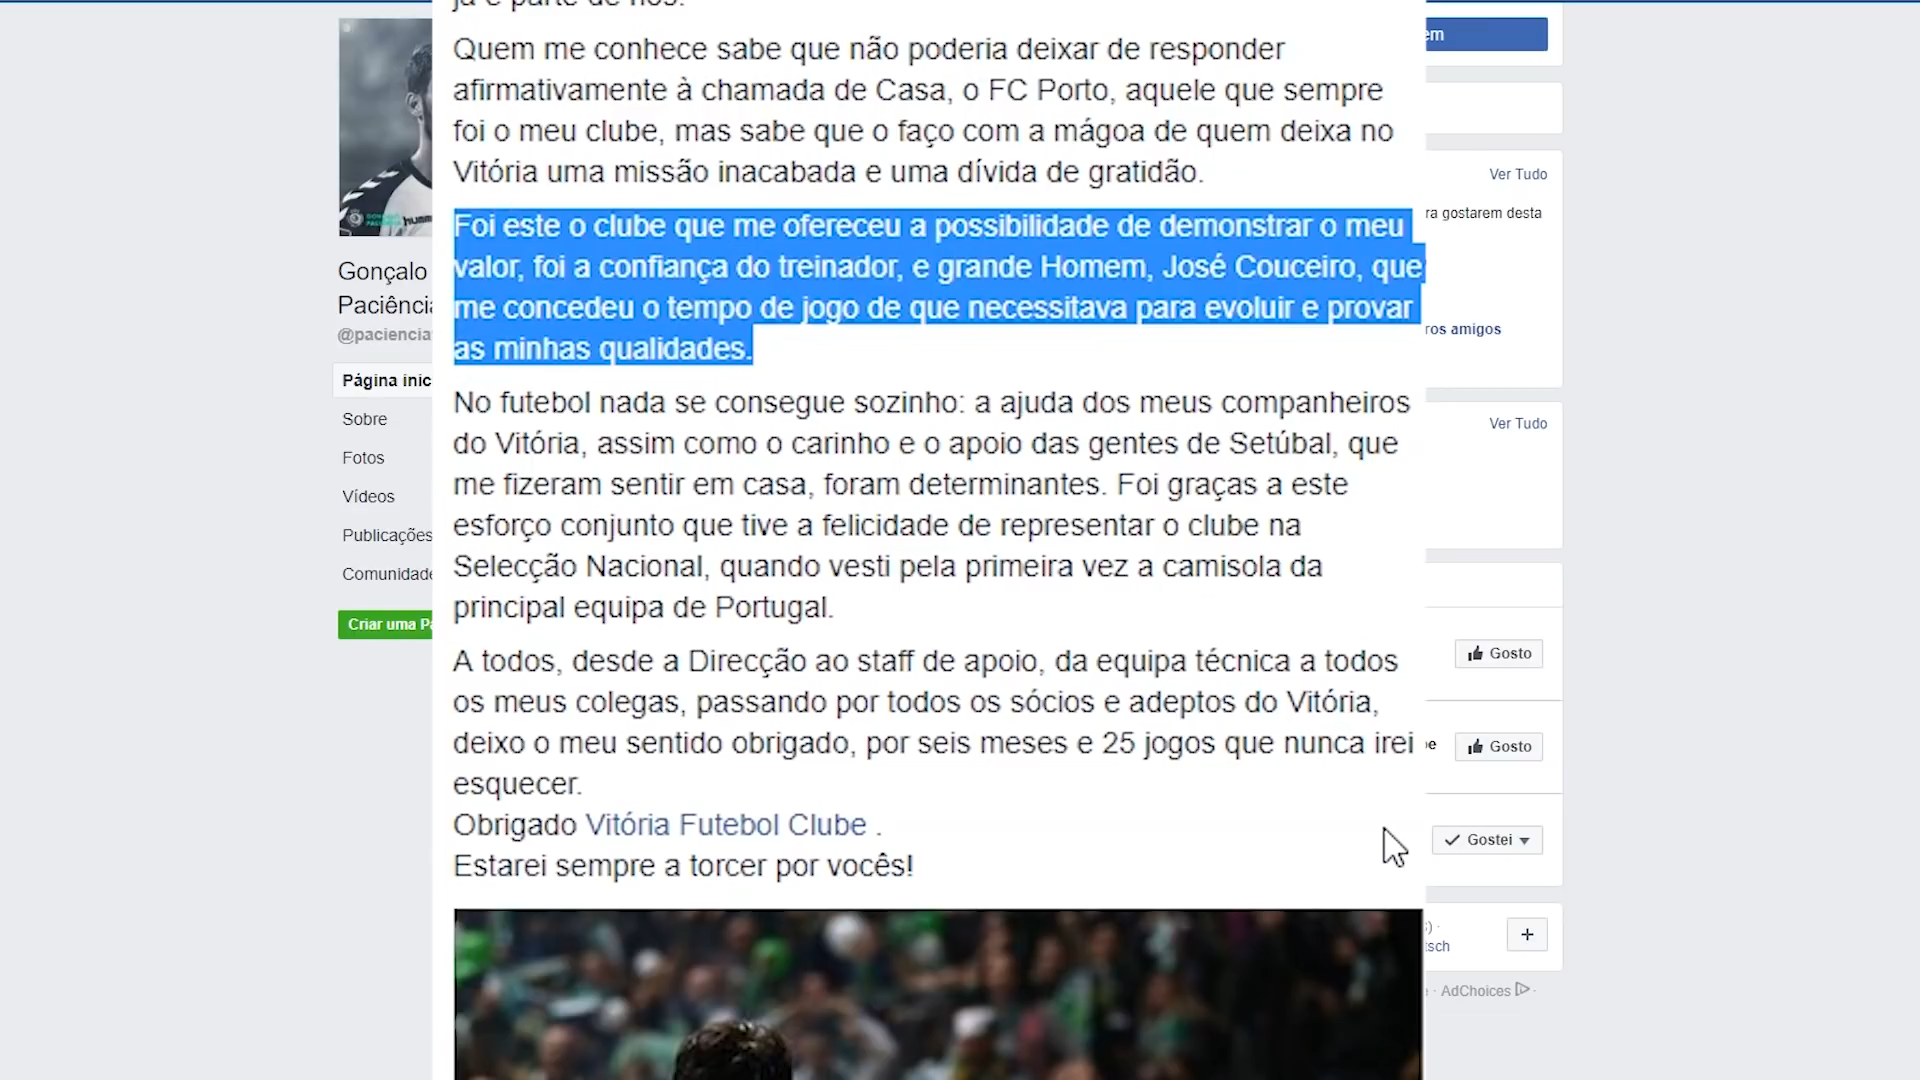 já é parte de nós.
Quem me conhece sabe que não poderia deixar de responder
afirmativamente à chamada de Casa, o FC Porto, aquele que sempre
foi o meu clube, mas sabe que o faço com a mágoa de quem deixa no
Vitória uma missão inacabada e uma dívida de gratidão.
Foi este o clube que me ofereceu a possibilidade de demonstrar o meu
valor, foi a confiança do treinador, e grande Homem, José Couceiro, que
me concedeu o tempo de jogo de que necessitava para evoluir e provar
as minhas qualidades.
No futebol nada se consegue sozinho: a ajuda dos meus companheiros
do Vitória, assim como o carinho e o apoio das gentes de Setúbal, que
me fizeram sentir em casa, foram determinantes. Foi graças a este
esforço conjunto que tive a felicidade de representar o clube na
Selecção Nacional, quando vesti pela primeira vez a camisola da
principal equipa de Portugal.
A todos, desde a Direcção ao staff de apoio, da equipa técnica a todos
os meus colegas, passando por todos os sócios e adeptos do Vitória,
deixo o meu sentido obrigado, por seis meses e 25 jogos que nunca irei
esquecer.
Obrigado Vitória Futebol Clube .
Estarei sempre a torcer por vocês!
Gonçalo
Paciência
@paciencia
Página inic
Sobre
Fotos
Vídeos
Publicações
Comunidade
Criar uma Pá
em
Ver Tudo
ra gostarem desta
ros amigos
Ver Tudo
Gosto
Gosto
Gostei
tsch
+
AdChoices